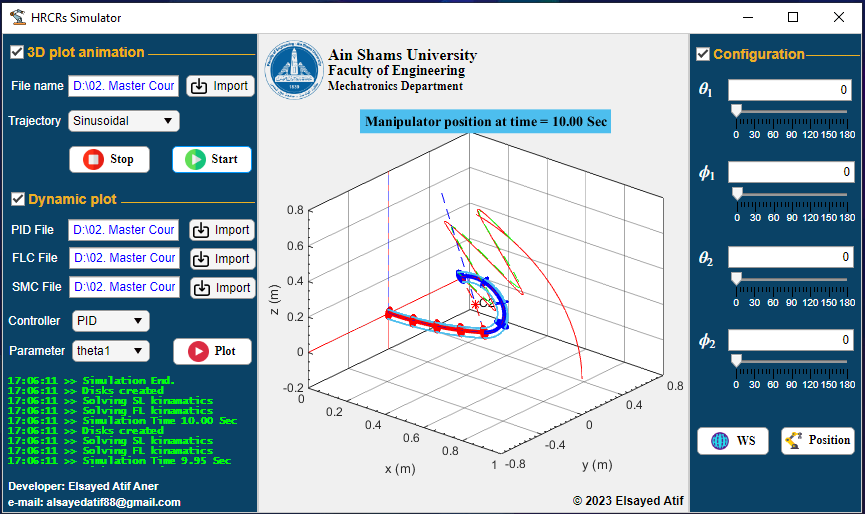 HRCRs Simulator
3D plot animation
File name D:\02. Master Cour Import
Trajectory Sinusoidal
Stop Start
Dynamic plot
PID File D:\02. Master Cour Import
FLC File D:\02. Master Cour Import
SMC File D:\02. Master Cour Import
Controller PID
Parameter theta1 Plot
17:06:11 >> Simulation End.
17:06:11 >> Disks created
17:06:11 >> Solving SL kinamatics
17:06:11 >> Solving FL kinamatics
17:06:11 >> Simulation Time 10.00 Sec
17:06:11 >> Disks created
17:06:11 >> Solving SL kinamatics
17:06:11 >> Solving FL kinamatics
17:06:11 >> Simulation Time 9.95 Sec
Developer: Elsayed Atif Aner
e-mail: alsayedatif88@gmail.com
Ain Shams University
Faculty of Engineering
Mechatronics Department
Manipulator position at time = 10.00 Sec
0.8
0.6
0.4
0.2
0
-0.2
z (m)
0
0.2
0.4
0.6
0.8
1
x (m)
-0.8
-0.4
0
0.4
0.8
y (m)
© 2023 Elsayed Atif
Configuration
θ1 0
0 30 60 90 120 150 180
ϕ1 0
0 30 60 90 120 150 180
θ2 0
0 30 60 90 120 150 180
ϕ2 0
0 30 60 90 120 150 180
WS Position